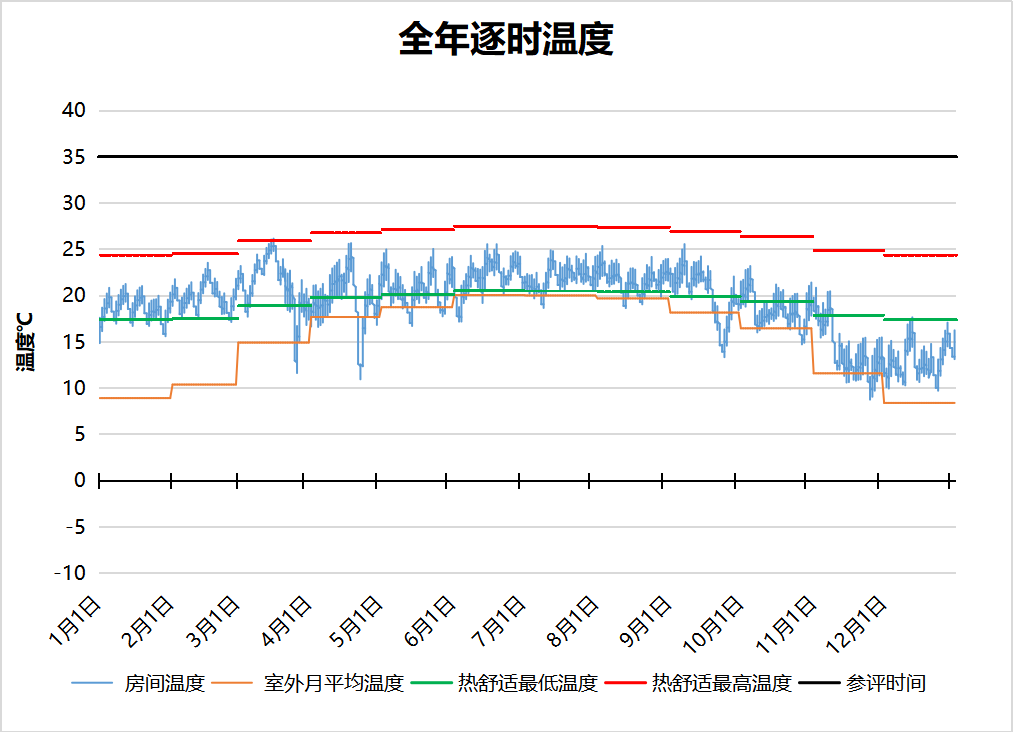 全年逐时温度
温度℃
40
35
30
25
20
15
10
5
0
-5
-10
1月1日
2月1日
3月1日
4月1日
5月1日
6月1日
7月1日
8月1日
9月1日
10月1日
11月1日
12月1日
房间温度 室外月平均温度 热舒适最低温度 热舒适最高温度 参评时间